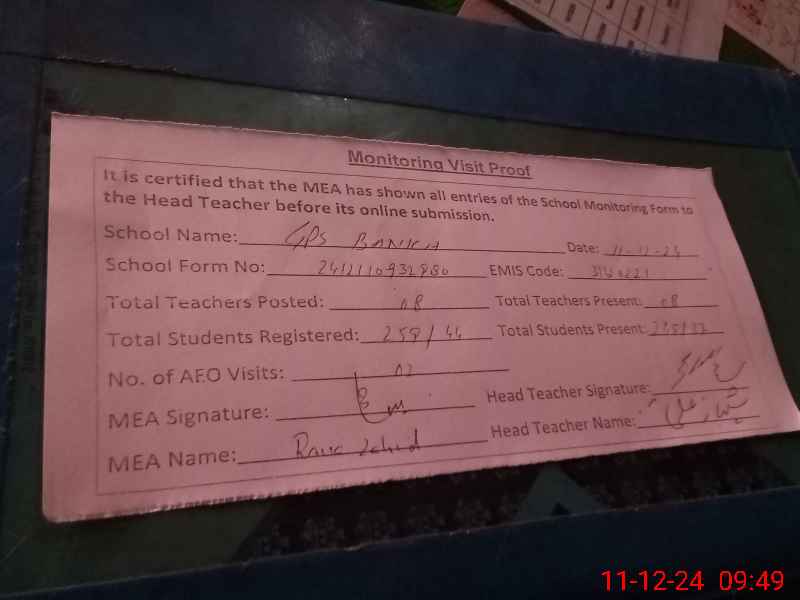 Monitoring Visit Proof
It is certified that the MEA has shown all entries of the School Monitoring Form to
the Head Teacher before its online submission.
School Name: GPS BANKA Date:
School Form No: 2412110932980 EMIS Code:
Total Teachers Posted: 08 Total Teachers Present: 08
Total Students Registered: Total Students Present:
No. of AEO Visits: 02
MEA Signature: Head Teacher Signature:
MEA Name: Head Teacher Name:
11-12-24 09:49